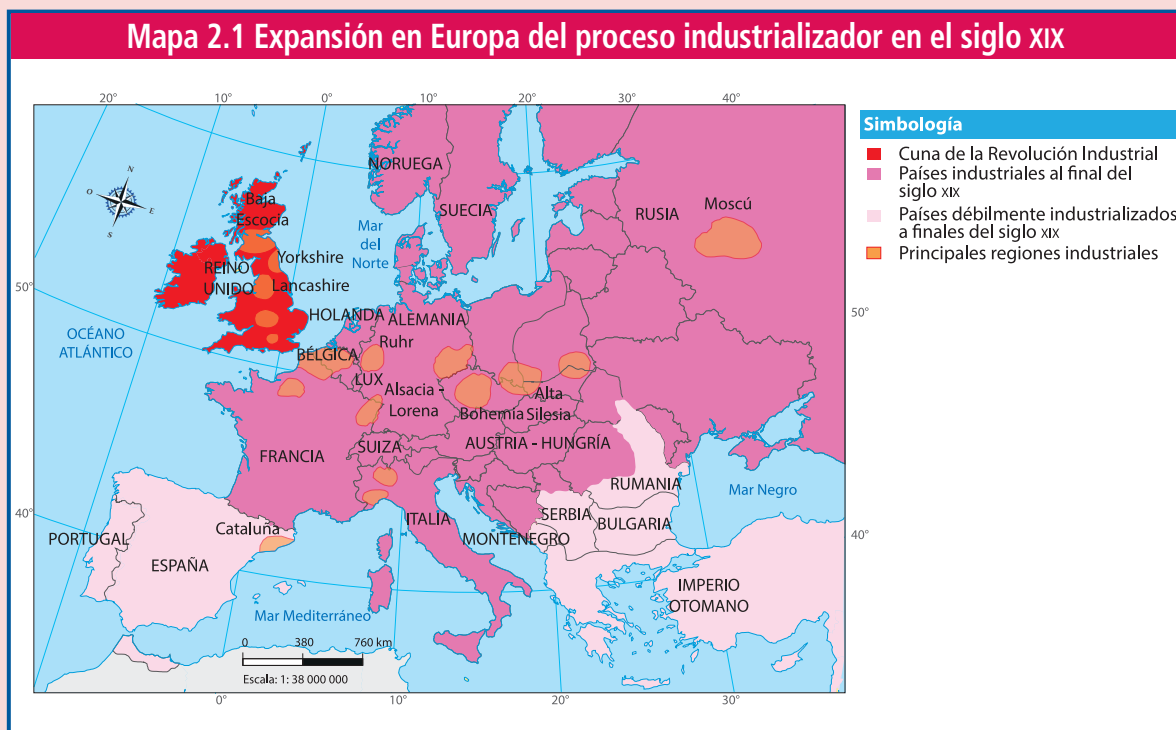 Mapa 2.1 Expansión en Europa del proceso industrializador en el siglo XIX
20° 10° 0° 10° 20° 30° 40°
Simbología
Cuna de la Revolución Industrial
Países industriales al final del
siglo XIX
Países débilmente industrializados
a finales del siglo XIX
Principales regiones industriales
N
O
E
S
NORUEGA
SUECIA
RUSIA
Moscú
Baja
Escocia
Mar
del
Norte
REINO
UNIDO
Yorkshire
Lancashire
50°
50°
OCÉANO
ATLÁNTICO
HOLANDA
ALEMANIA
Ruhr
BÉLGICA
LUX
Alsacia -
Lorena
Bohemia
Alta
Silesia
SUIZA
AUSTRIA - HUNGRÍA
FRANCIA
RUMANIA
Mar Negro
SERBIA
BULGARIA
ITALIA
MONTENEGRO
40°
40°
Cataluña
PORTUGAL
ESPAÑA
IMPERIO
OTOMANO
Mar Mediterráneo
0 380 760 km
Escala: 1: 38 000 000
0° 10° 20° 30°